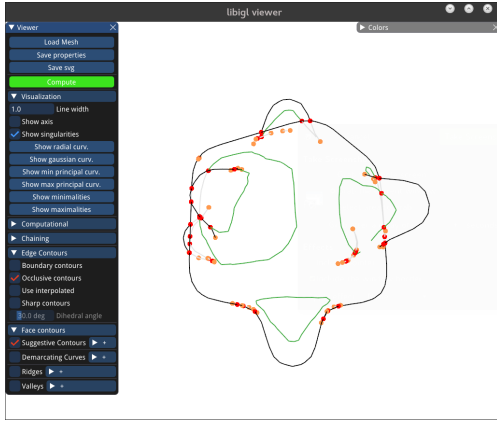 libigl viewer
Viewer
Colors
Load Mesh
Save properties
Save svg
Compute
Visualization
1.0 Line width
Show axis
Show singularities
Show radial curv.
Show gaussian curv.
Show min principal curv.
Show max principal curv.
Show minimalities
Show maximalities
Computational
Chaining
Edge Contours
Boundary contours
Occlusive contours
Use interpolated
Sharp contours
30.0 deg Dihedral angle
Face contours
Suggestive Contours +
Demarcating Curves +
Ridges +
Valleys +